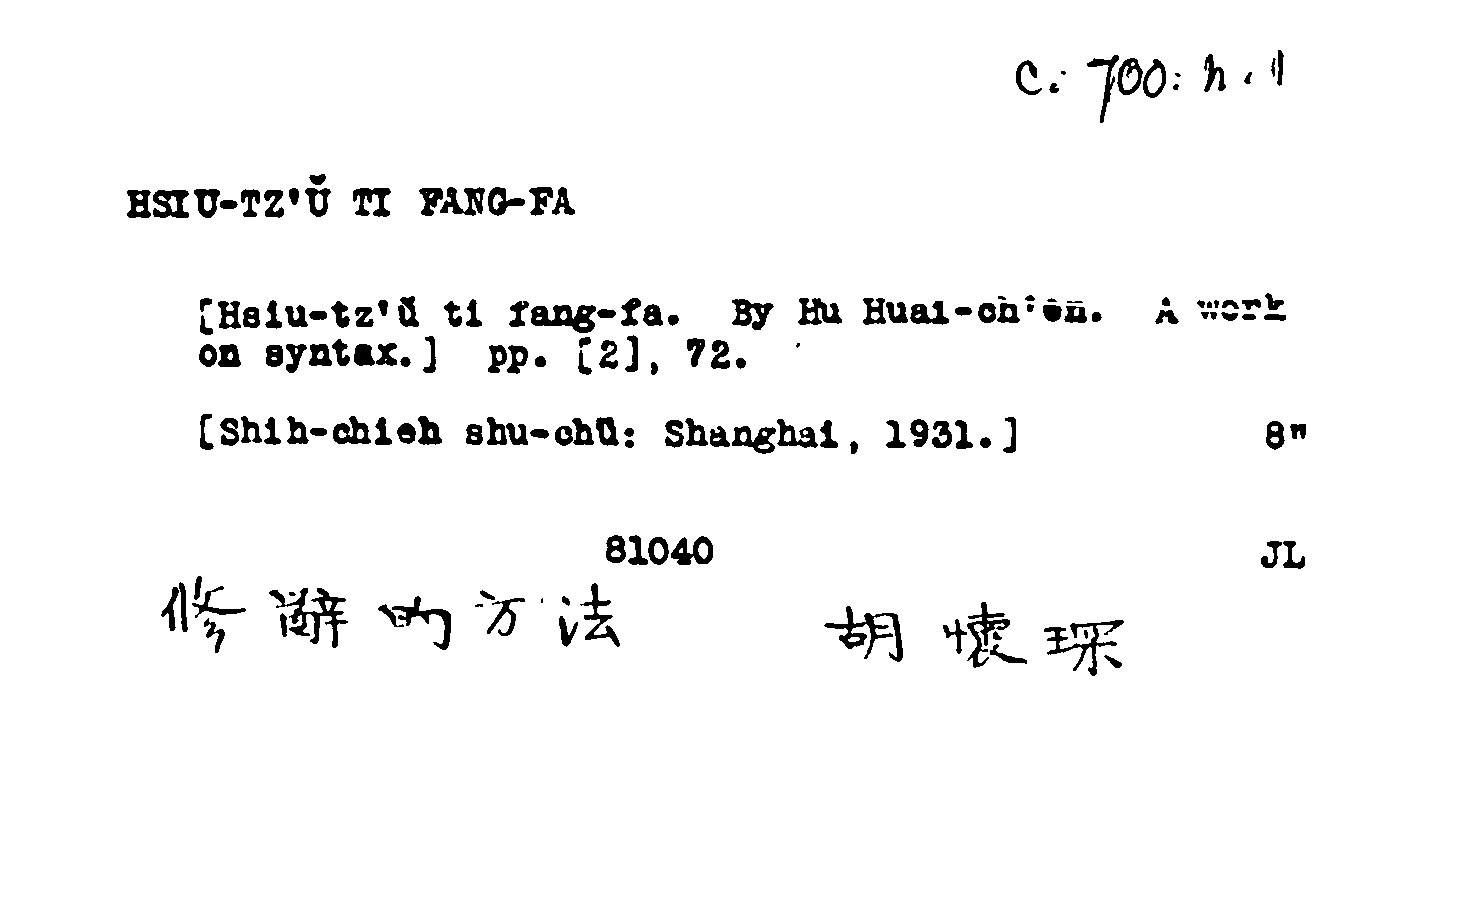 C.: 700: h. 11
HSIU-TZ'Ŭ TI FANG-FA
[Hsiu-tz'ŭ ti fang-fa. By Hu Huai-ch'ên. A work
on syntax.] pp. [2], 72.
[Shih-chieh shu-chü: Shanghai, 1931.] 8"
81040 JL
修辭的方法 胡懷琛